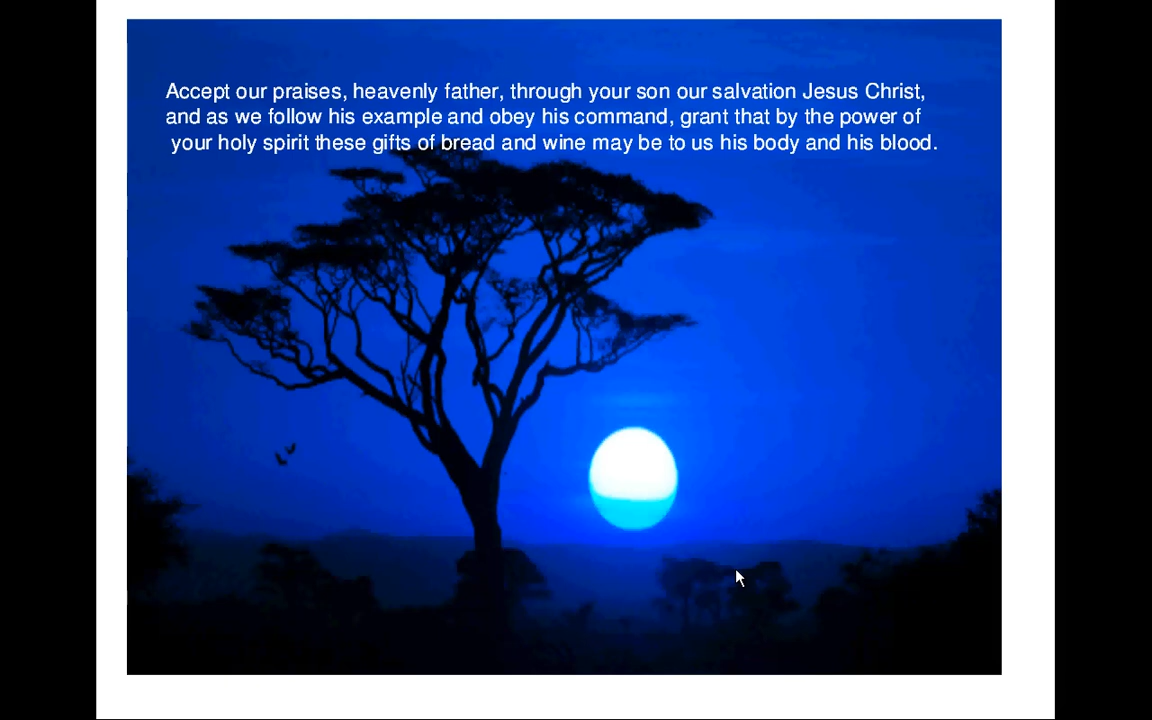 Accept our praises, heavenly father, through your son our salvation Jesus Christ,
and as we follow his example and obey his command, grant that by the power of
your holy spirit these gifts of bread and wine may be to us his body and his blood.